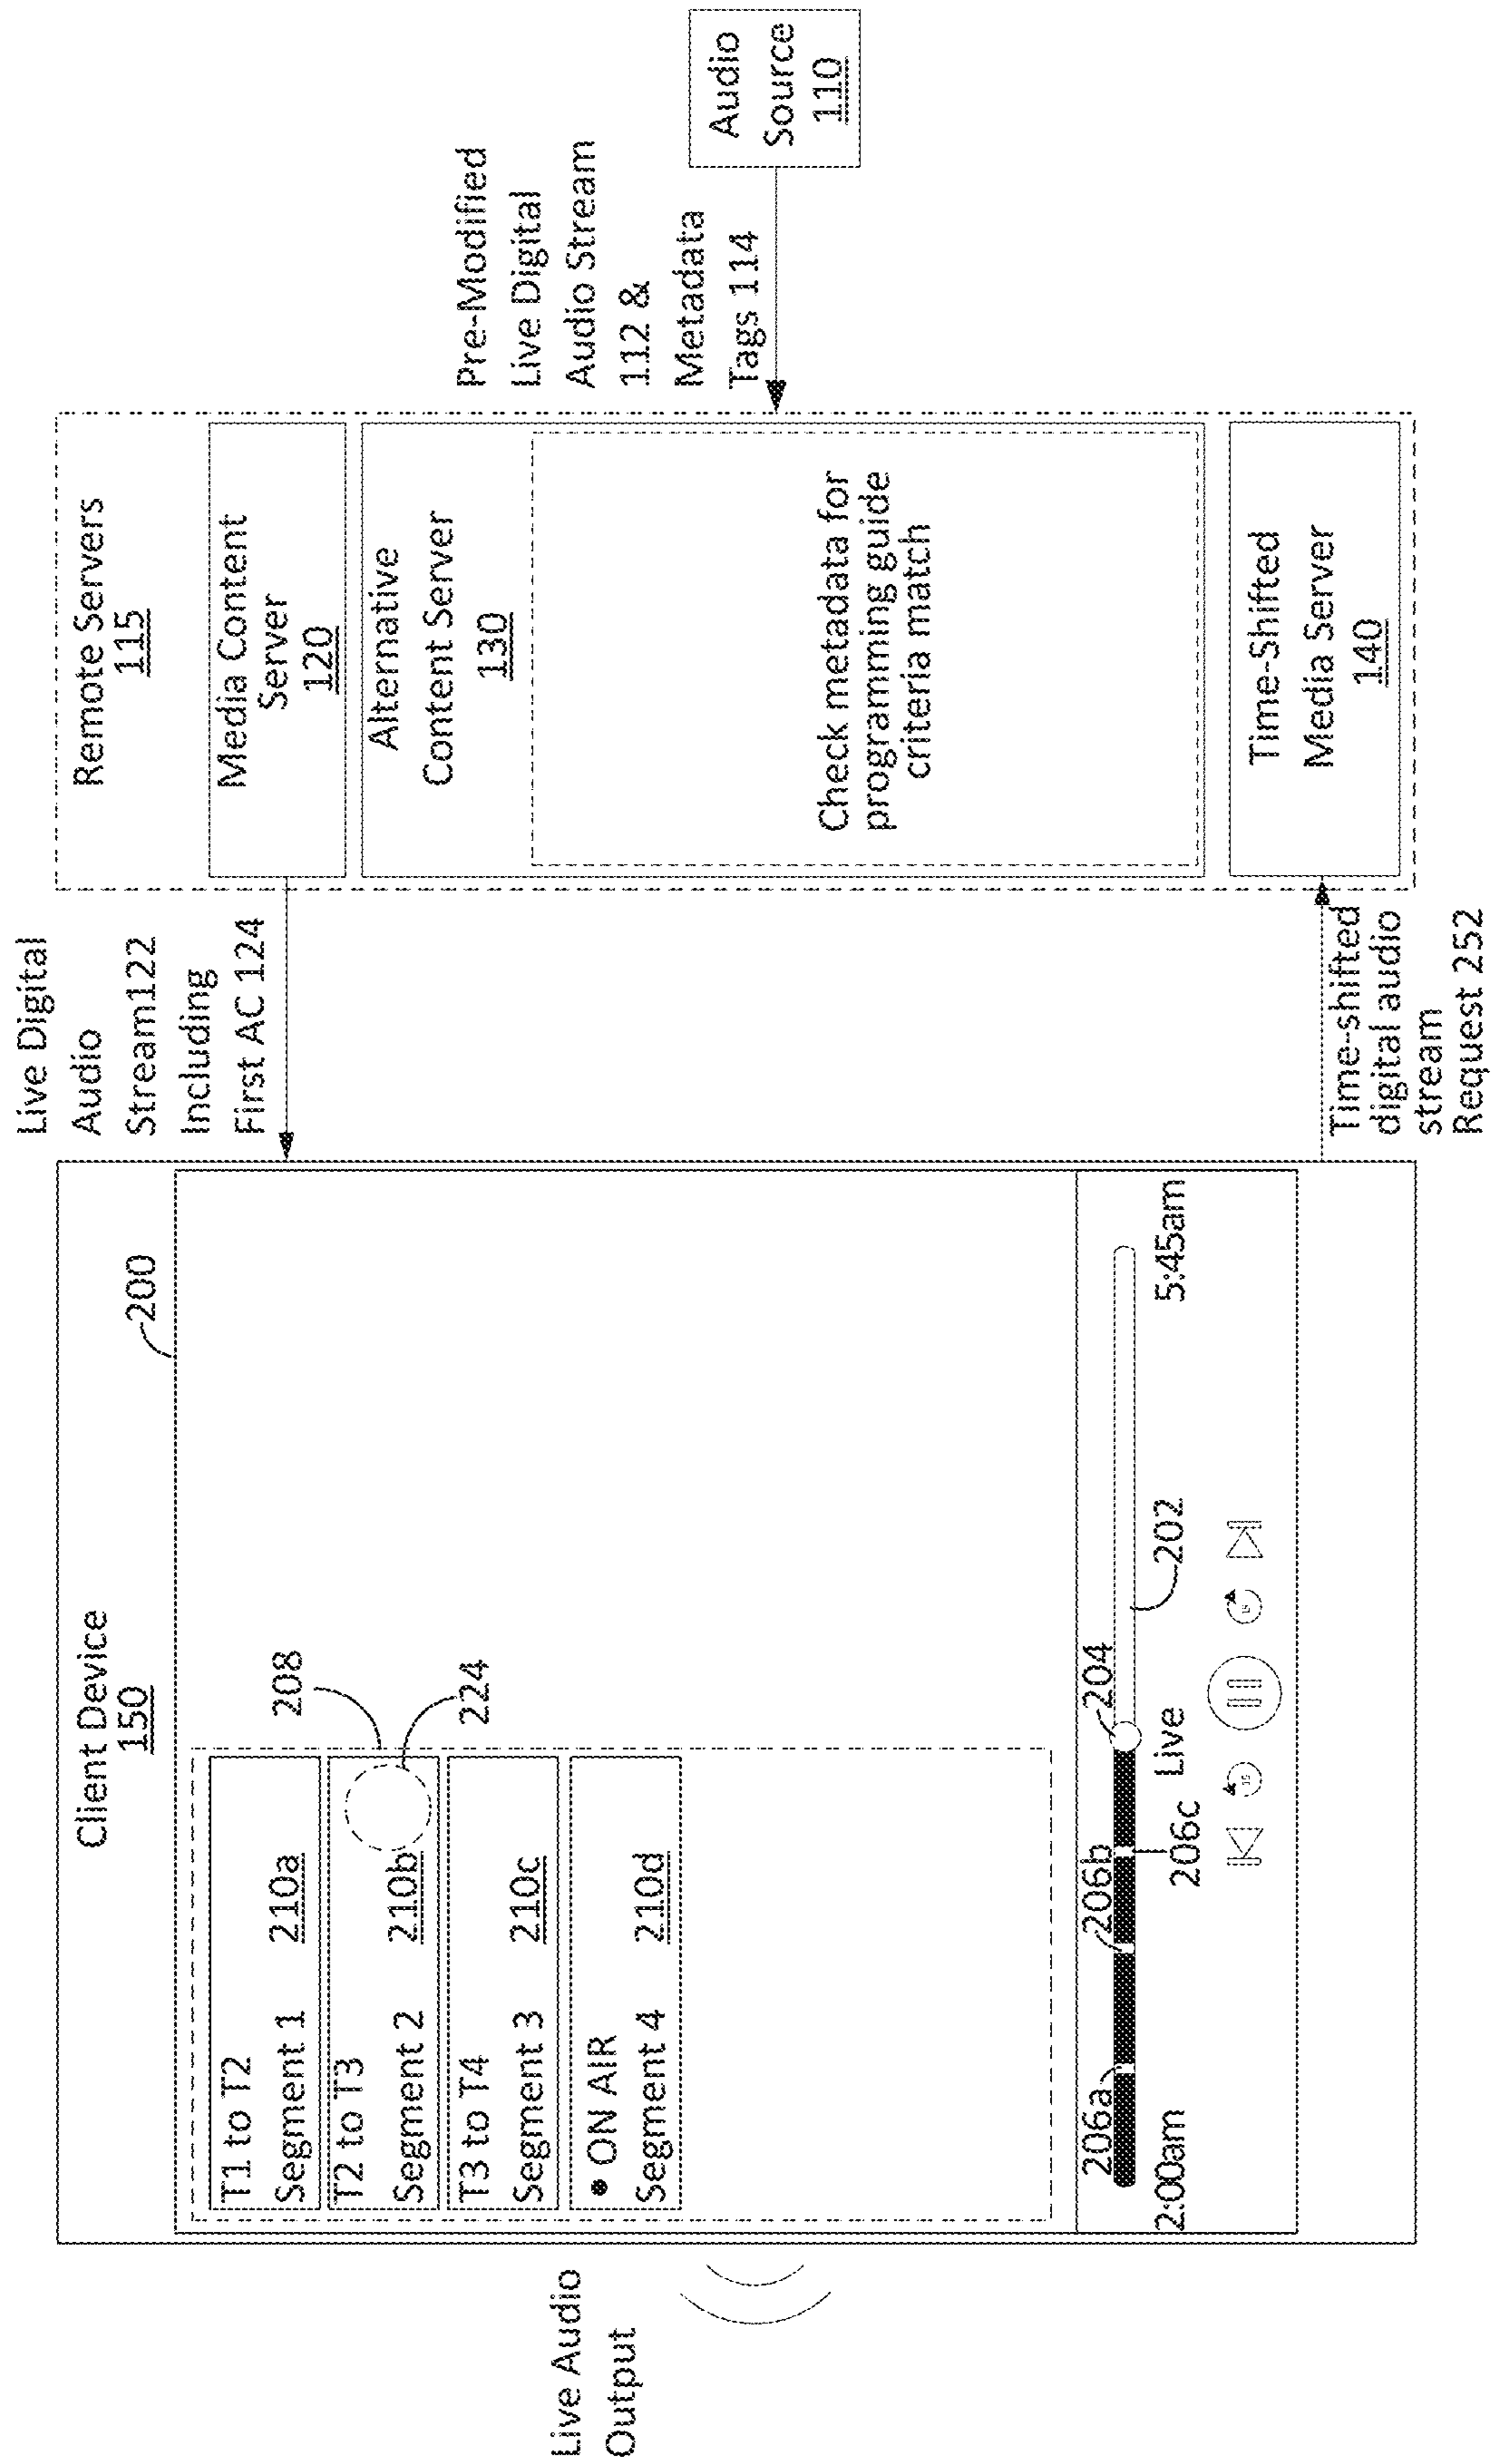 Live Audio
Output
Client Device
150
200
T1 to T2
Segment 1 210a
T2 to T3
Segment 2 210b
T3 to T4
Segment 3 210c
● ON AIR
Segment 4 210d
208
224
206a
206b
204
2:00am
206c
Live
202
5:45am
15
15
Live Digital
Audio
Stream122
Including
First AC 124
Time-shifted
digital audio
stream
Request 252
Remote Servers
115
Media Content
Server
120
Alternative
Content Server
130
Check metadata for
programming guide
criteria match
Time-Shifted
Media Server
140
Pre-Modified
Live Digital
Audio Stream
112 &
Metadata
Tags 114
Audio
Source
110